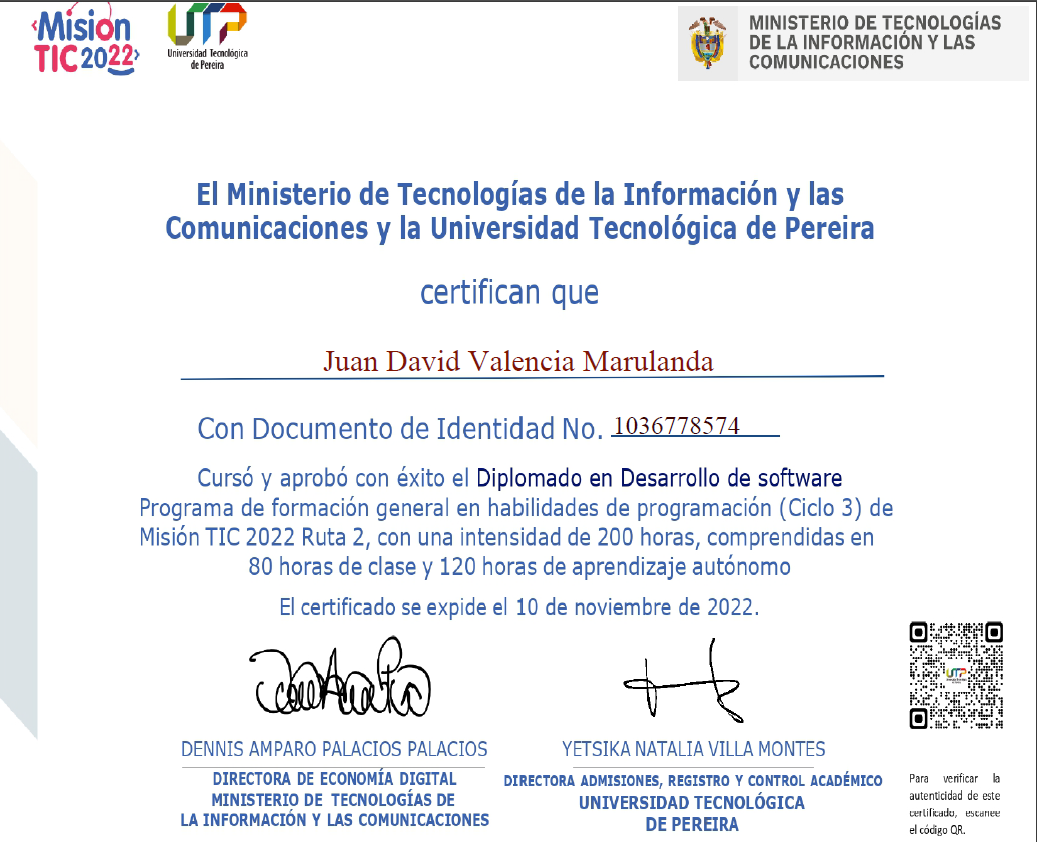 Misión
TIC 2022
UTP
Universidad Tecnológica
de Pereira
MINISTERIO DE TECNOLOGÍAS
DE LA INFORMACIÓN Y LAS
COMUNICACIONES
El Ministerio de Tecnologías de la Información y las
Comunicaciones y la Universidad Tecnológica de Pereira
certifican que
Juan David Valencia Marulanda
Con Documento de Identidad No. 1036778574
Cursó y aprobó con éxito el Diplomado en Desarrollo de software
Programa de formación general en habilidades de programación (Ciclo 3) de
Misión TIC 2022 Ruta 2, con una intensidad de 200 horas, comprendidas en
80 horas de clase y 120 horas de aprendizaje autónomo
El certificado se expide el 10 de noviembre de 2022.
UTP
DENNIS AMPARO PALACIOS PALACIOS
DIRECTORA DE ECONOMÍA DIGITAL
MINISTERIO DE TECNOLOGÍAS DE
LA INFORMACIÓN Y LAS COMUNICACIONES
YETSIKA NATALIA VILLA MONTES
DIRECTORA ADMISIONES, REGISTRO Y CONTROL ACADÉMICO
UNIVERSIDAD TECNOLÓGICA
DE PEREIRA
Para verificar la
autenticidad de este
certificado, escanee
el código QR.